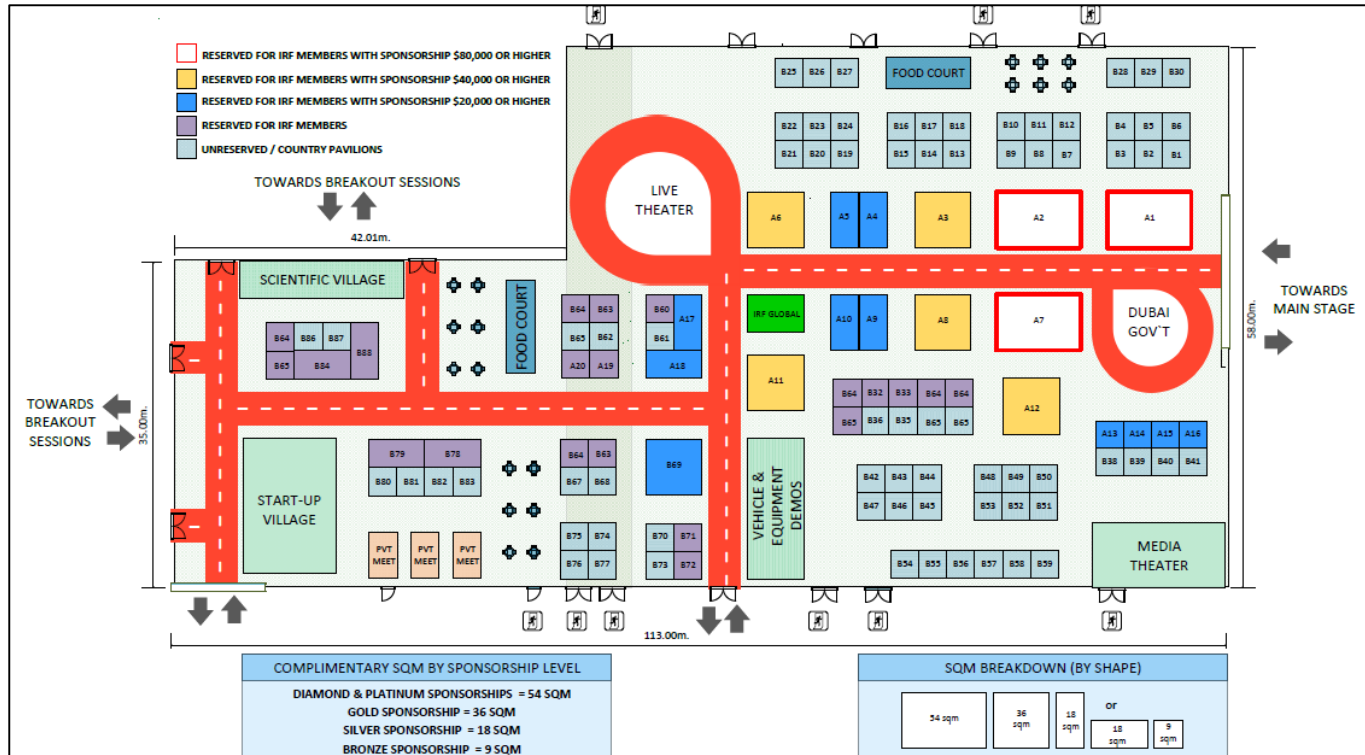 RESERVED FOR IRF MEMBERS WITH SPONSORSHIP $80,000 OR HIGHER
RESERVED FOR IRF MEMBERS WITH SPONSORSHIP $40,000 OR HIGHER
RESERVED FOR IRF MEMBERS WITH SPONSORSHIP $20,000 OR HIGHER
RESERVED FOR IRF MEMBERS
UNRESERVED / COUNTRY PAVILIONS
TOWARDS BREAKOUT SESSIONS
42.01m.
B25 B26 B27
FOOD COURT
B28 B29 B30
B22 B23 B24 B16 B17 B18 B10 B11 B12 B4 B5 B6
B21 B20 B19 B15 B14 B13 B9 B8 B7 B3 B2 B1
LIVE
THEATER
A6 A5 A4 A3 A2 A1
TOWARDS
MAIN STAGE
58.00m.
SCIENTIFIC VILLAGE
FOOD COURT
B64 B63 B60 A17
B65 B62 B61
A20 A19 A18
IRF GLOBAL
A10 A9 A8 A7
DUBAI
GOV`T
B64 B86 B87 B88
B65 B84
A11
B64 B32 B33 B64 B64
B65 B36 B35 B65 B65
A12
TOWARDS
BREAKOUT
SESSIONS
35.00m.
A13 A14 A15 A16
B38 B39 B40 B41
START-UP
VILLAGE
B79 B78
B80 B81 B82 B83
B64 B63
B67 B68
B69
VEHICLE &
EQUIPMENT
DEMOS
B42 B43 B44 B48 B49 B50
B47 B46 B45 B53 B52 B51
PVT
MEET
PVT
MEET
PVT
MEET
B75 B74 B70 B71
B76 B77 B73 B72
B54 B55 B56 B57 B58 B59
MEDIA
THEATER
113.00m.
COMPLIMENTARY SQM BY SPONSORSHIP LEVEL
DIAMOND & PLATINUM SPONSORSHIPS = 54 SQM
GOLD SPONSORSHIP = 36 SQM
SILVER SPONSORSHIP = 18 SQM
BRONZE SPONSORSHIP = 9 SQM
SQM BREAKDOWN (BY SHAPE)
54 sqm
36
sqm
18
sqm
or
18
sqm
9
sqm